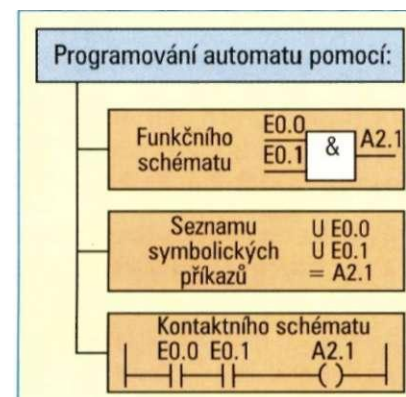 Programování automatu pomocí:
Funkčního
schématu
E0.0
E0.1
&
A2.1
Seznamu
symbolických
příkazů
U E0.0
U E0.1
= A2.1
Kontaktního schématu
E0.0 E0.1 A2.1